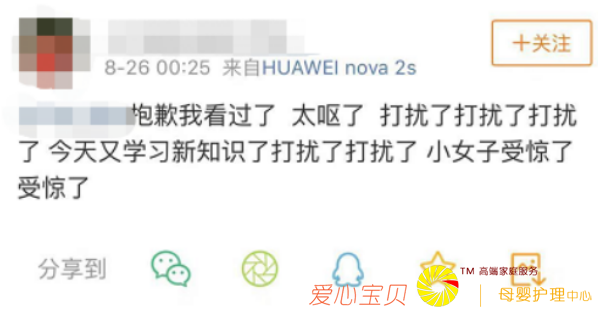 十关注
8-26 00:25 来自HUAWEI nova 2s
抱歉我看过了 太呕了 打扰了打扰了打扰
了 今天又学习新知识了打扰了打扰了 小女子受惊了
受惊了
分享到
爱心宝贝
TM 高端家庭服务
母婴护理中心